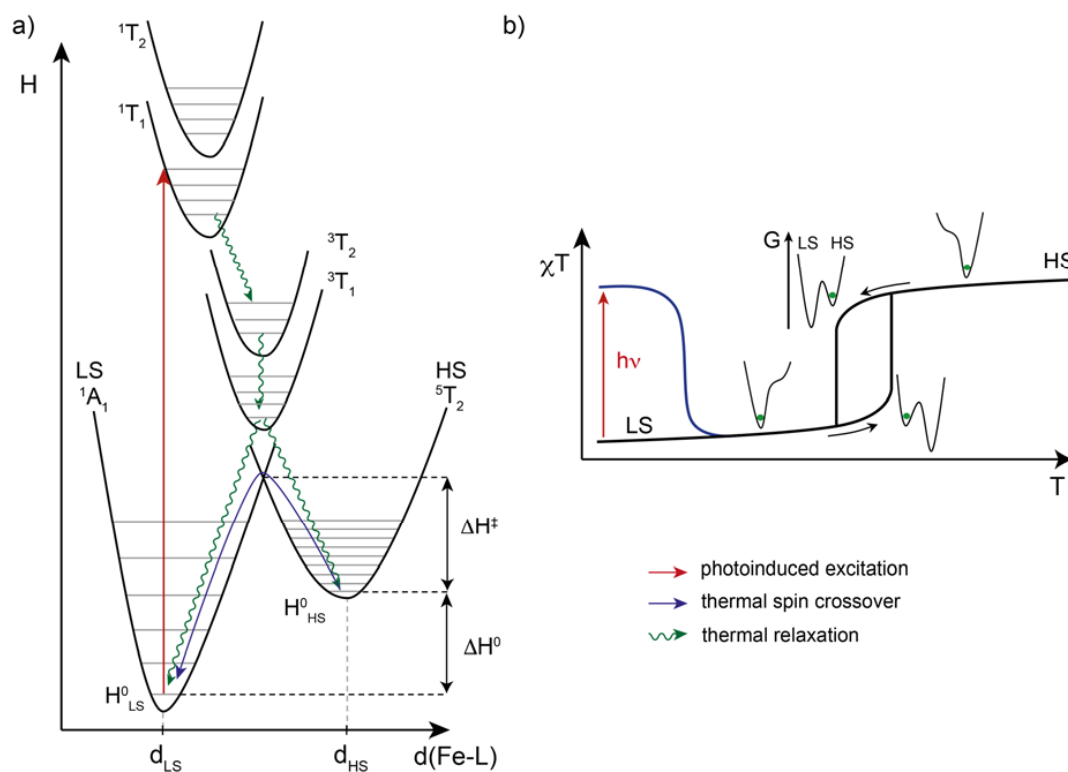 a)
H
¹T₂
¹T₁
³T₂
³T₁
LS
¹A₁
HS
⁵T₂
ΔH‡
H⁰HS
ΔH⁰
H⁰LS
dLS
dHS
d(Fe-L)
b)
χT
hν
LS
G
LS HS
HS
T
photoinduced excitation
thermal spin crossover
thermal relaxation